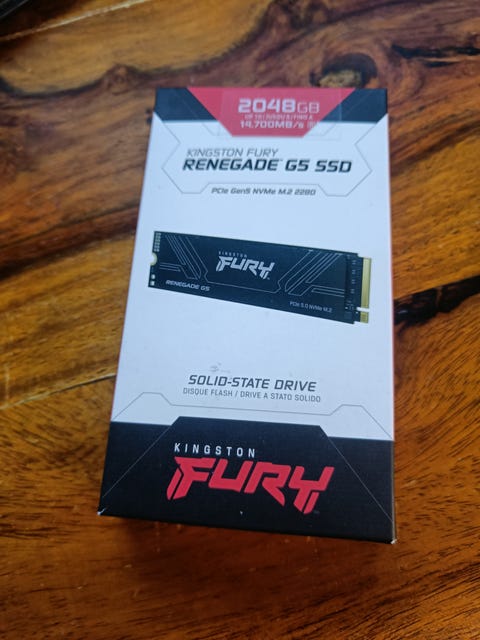 2048GB
14,700MB/s
KINGSTON FURY
RENEGADE G5 SSD
PCIe Gen5 NVMe M.2 2280
KINGSTON
FURY
RENEGADE G5
PCIe 5.0 NVMe M.2
SOLID-STATE DRIVE
DISQUE FLASH / DRIVE A STATO SOLIDO
KINGSTON
FURY